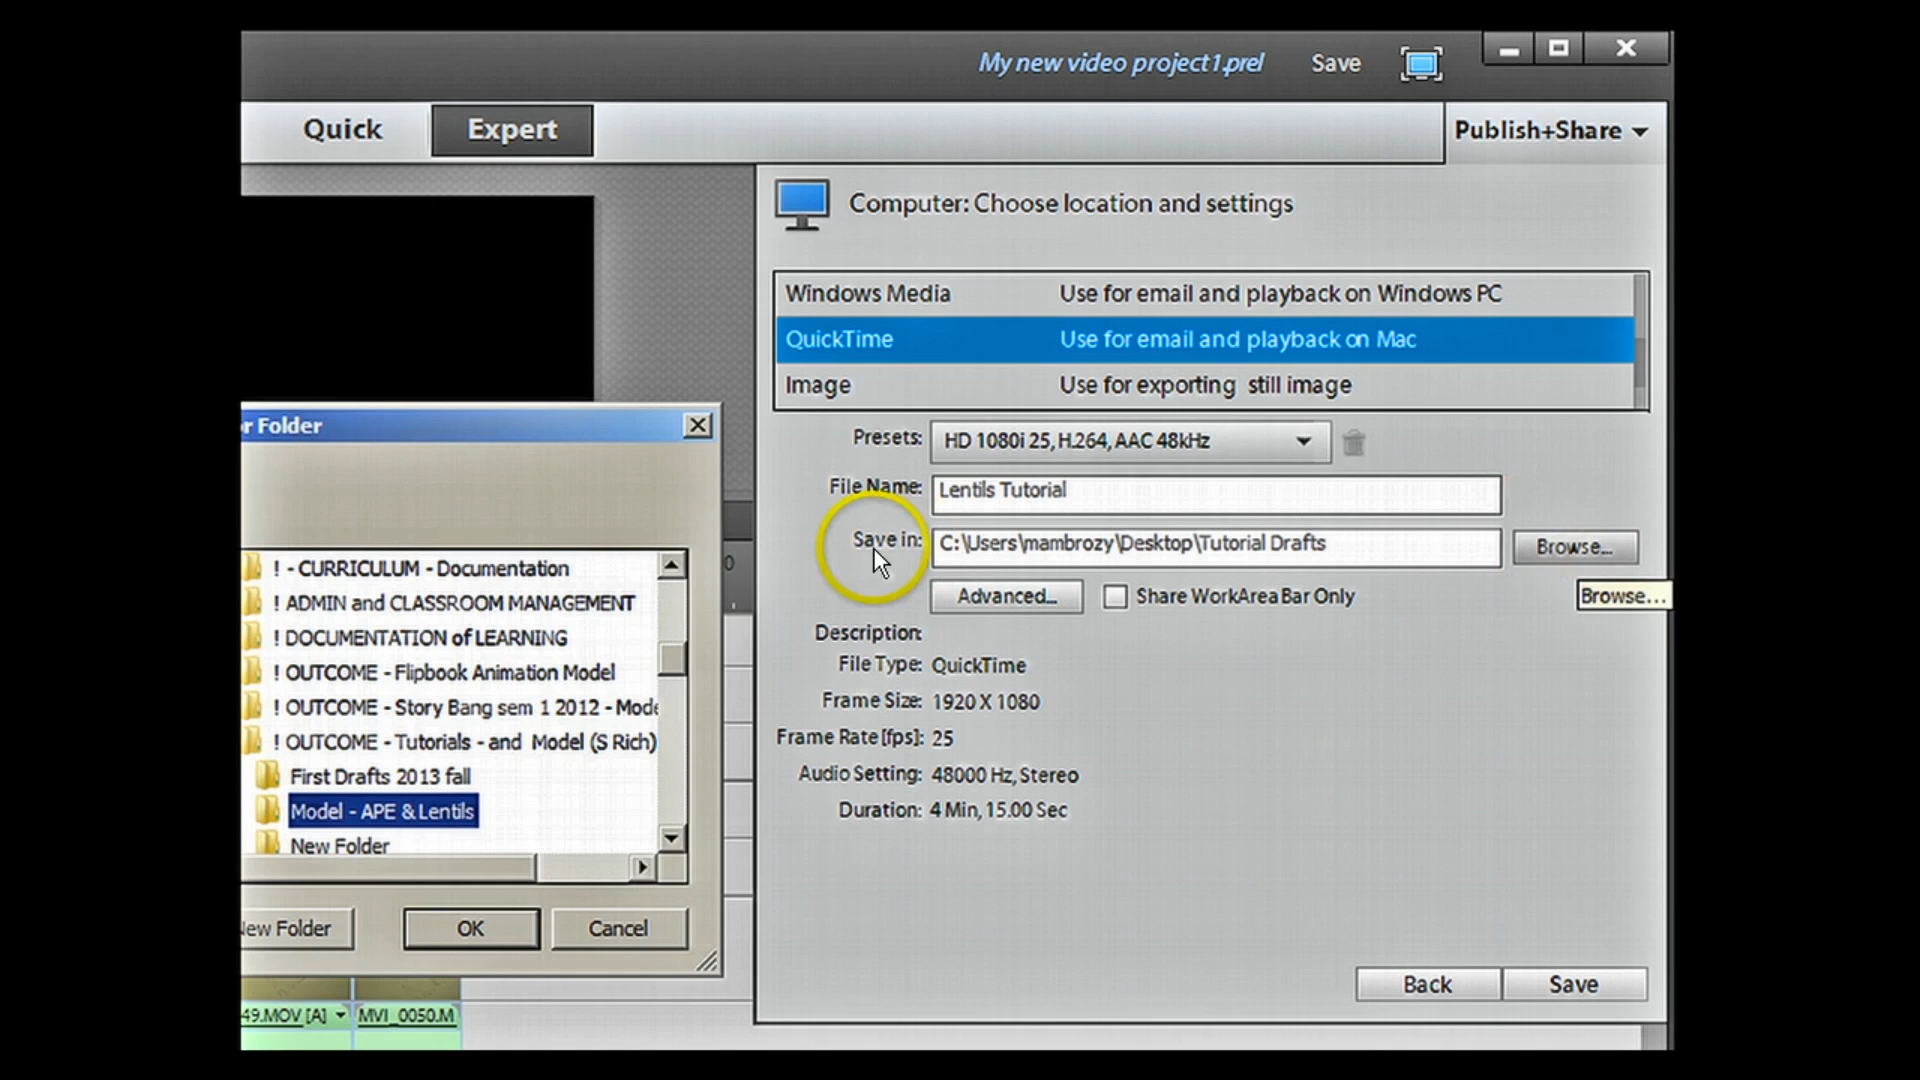 My new video project1.prel
Save
Quick
Expert
Publish+Share
Computer: Choose location and settings
Windows Media Use for email and playback on Windows PC
QuickTime Use for email and playback on Mac
Image Use for exporting still image
Presets: HD 1080i 25, H.264, AAC 48kHz
File Name: Lentils Tutorial
Save in: C:\Users\mambrozy\Desktop\Tutorial Drafts
Browse...
Advanced...
Share WorkArea Bar Only
Browse...
Description:
File Type: QuickTime
Frame Size: 1920 X 1080
Frame Rate [fps]: 25
Audio Setting: 48000 Hz, Stereo
Duration: 4 Min, 15.00 Sec
Back
Save
Folder
! - CURRICULUM - Documentation
! ADMIN and CLASSROOM MANAGEMENT
! DOCUMENTATION of LEARNING
! OUTCOME - Flipbook Animation Model
! OUTCOME - Story Bang sem 1 2012 - Mode
! OUTCOME - Tutorials - and Model (S Rich)
First Drafts 2013 fall
Model - APE & Lentils
New Folder
New Folder
OK
Cancel
49.MOV [A]
MVI_0050.M